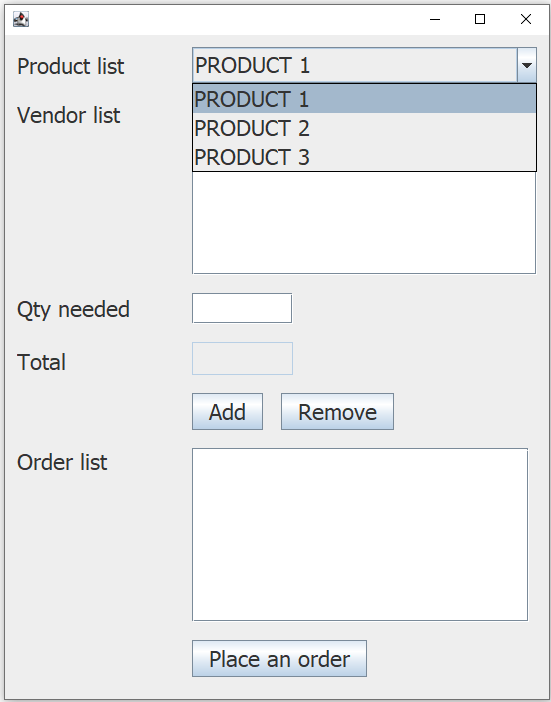 Product list PRODUCT 1
PRODUCT 1
Vendor list
PRODUCT 2
PRODUCT 3
Qty needed
Total
Add Remove
Order list
Place an order